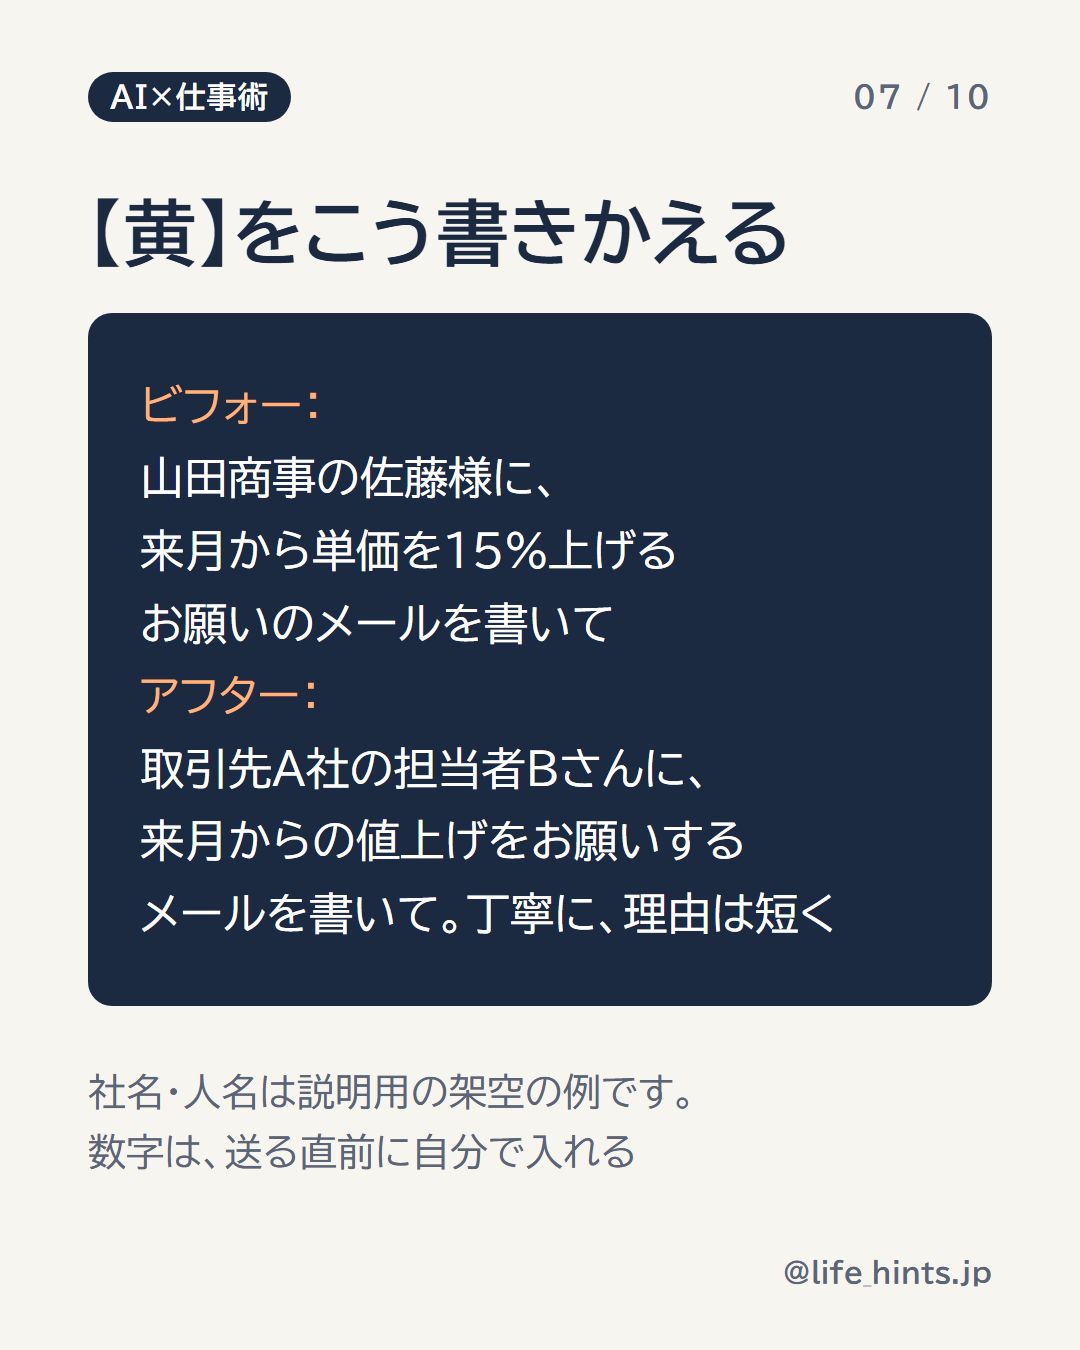 AI×仕事術
07 / 10
【黄】をこう書きかえる
ビフォー：
山田商事の佐藤様に、
来月から単価を15%上げる
お願いのメールを書いて
アフター：
取引先A社の担当者Bさんに、
来月からの値上げをお願いする
メールを書いて。丁寧に、理由は短く
社名・人名は説明用の架空の例です。
数字は、送る直前に自分で入れる
@life_hints.jp